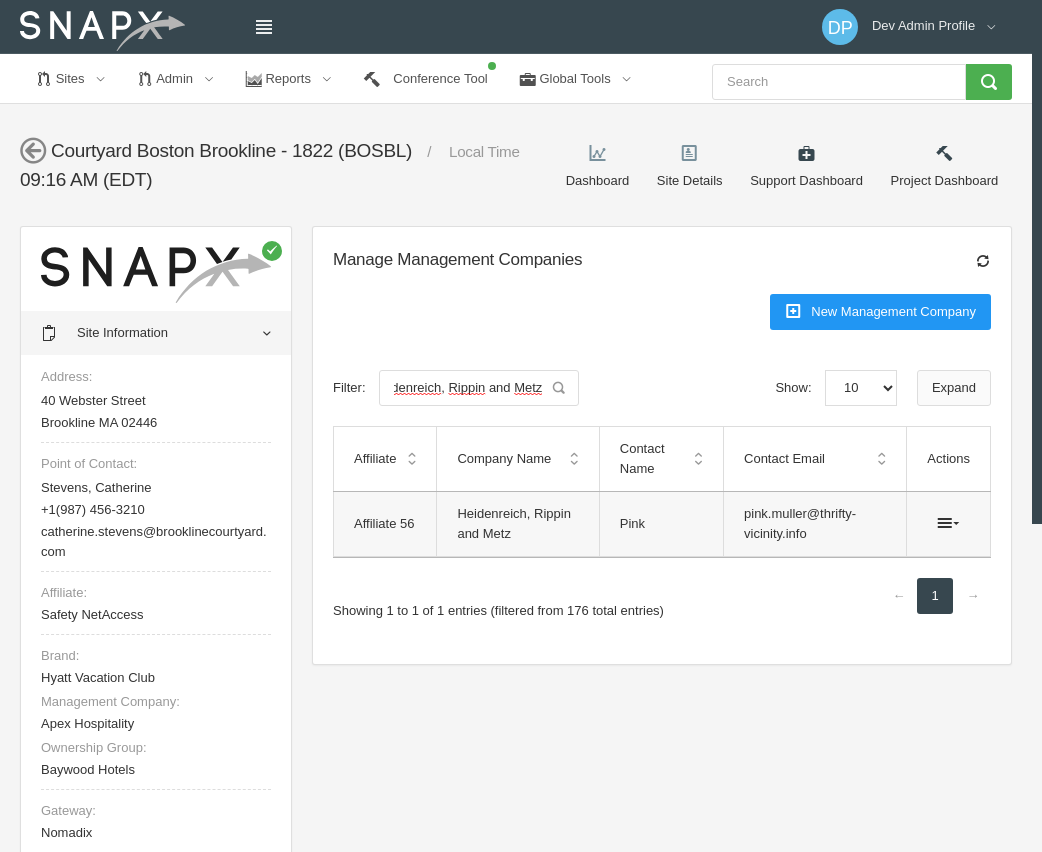 SNAPX
DP Dev Admin Profile
Sites Admin Reports Conference Tool Global Tools Search
Courtyard Boston Brookline - 1822 (BOSBL) / Local Time
09:16 AM (EDT)
Dashboard Site Details Support Dashboard Project Dashboard
SNAPX
Site Information
Address:
40 Webster Street
Brookline MA 02446
Point of Contact:
Stevens, Catherine
+1(987) 456-3210
catherine.stevens@brooklinecourtyard.
com
Affiliate:
Safety NetAccess
Brand:
Hyatt Vacation Club
Management Company:
Apex Hospitality
Ownership Group:
Baywood Hotels
Gateway:
Nomadix
Manage Management Companies
New Management Company
Filter: denreich, Rippin and Metz Show: 10 Expand
Affiliate Company Name Contact Name Contact Email Actions
Affiliate 56 Heidenreich, Rippin and Metz Pink pink.muller@thrifty-vicinity.info
← 1 →
Showing 1 to 1 of 1 entries (filtered from 176 total entries)